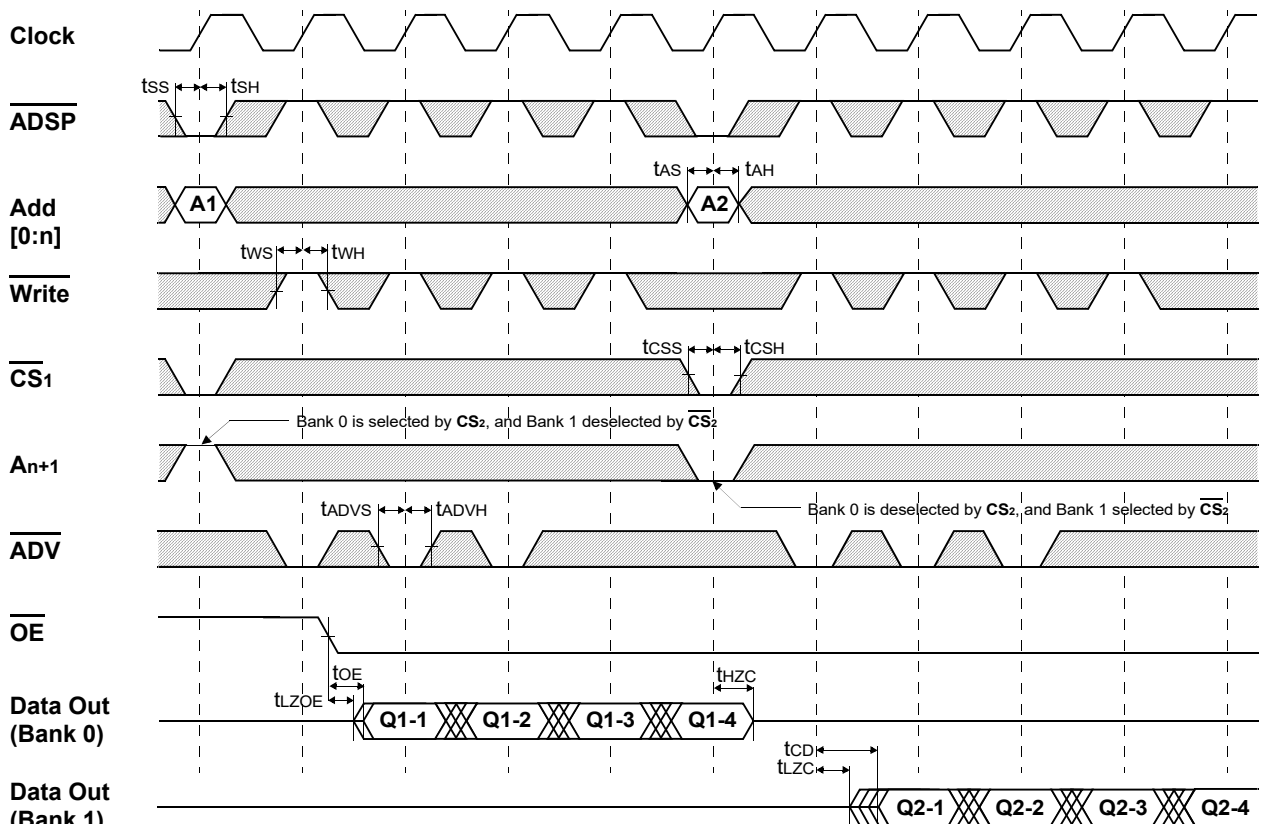 Clock
tSS tSH
ADSP
tAS tAH
Add
[0:n]
A1 A2
tWS tWH
Write
tCSS tCSH
CS1
Bank 0 is selected by CS2, and Bank 1 deselected by CS2
An+1
Bank 0 is deselected by CS2, and Bank 1 selected by CS2
tADVS tADVH
ADV
OE
tOE tHZC
tLZOE
Data Out
(Bank 0)
Q1-1 Q1-2 Q1-3 Q1-4
tCD
tLZC
Data Out
(Bank 1)
Q2-1 Q2-2 Q2-3 Q2-4